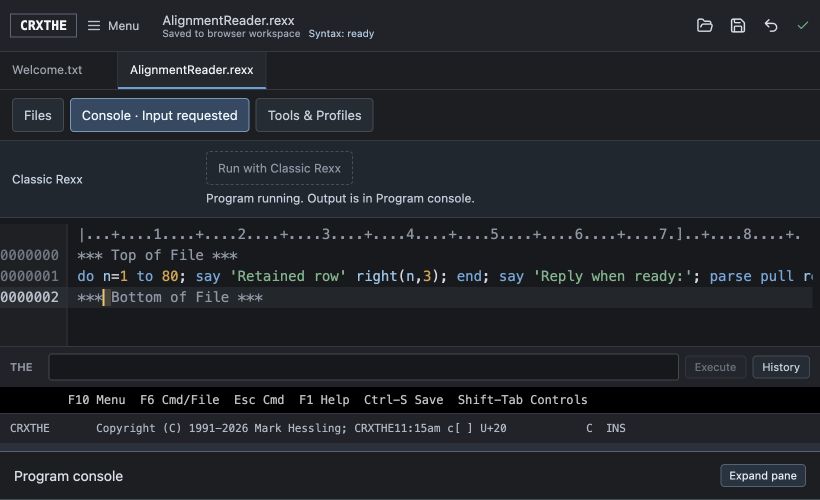 CRXTHE
Menu
AlignmentReader.rexx
Saved to browser workspace Syntax: ready
Welcome.txt
AlignmentReader.rexx
Files
Console · Input requested
Tools & Profiles
Classic Rexx
Run with Classic Rexx
Program running. Output is in Program console.
|...+....1....+....2....+....3....+....4....+....5....+....6....+....7.]..+....8....+.
0000000 *** Top of File ***
0000001 do n=1 to 80; say 'Retained row' right(n,3); end; say 'Reply when ready:'; parse pull re
0000002 *** Bottom of File ***
THE
Execute
History
F10 Menu F6 Cmd/File Esc Cmd F1 Help Ctrl-S Save Shift-Tab Controls
CRXTHE Copyright (C) 1991-2026 Mark Hessling; CRXTHE11:15am c[ ] U+20 C INS
Program console
Expand pane